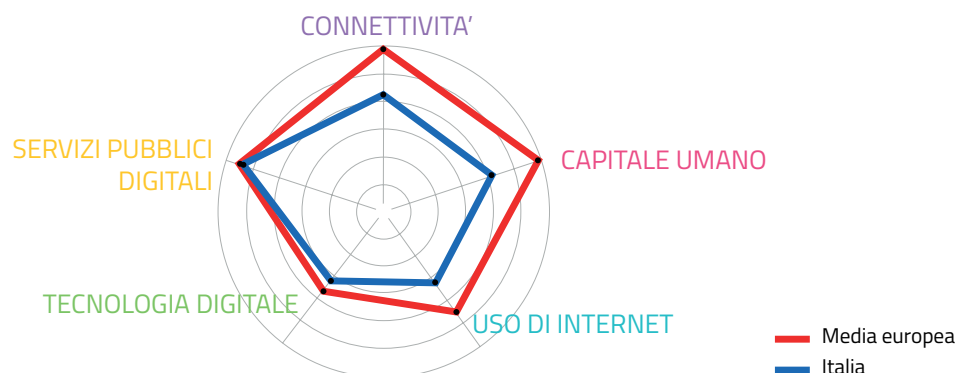 CONNETTIVITA’
SERVIZI PUBBLICI
DIGITALI
CAPITALE UMANO
TECNOLOGIA DIGITALE
USO DI INTERNET
Media europea
Italia